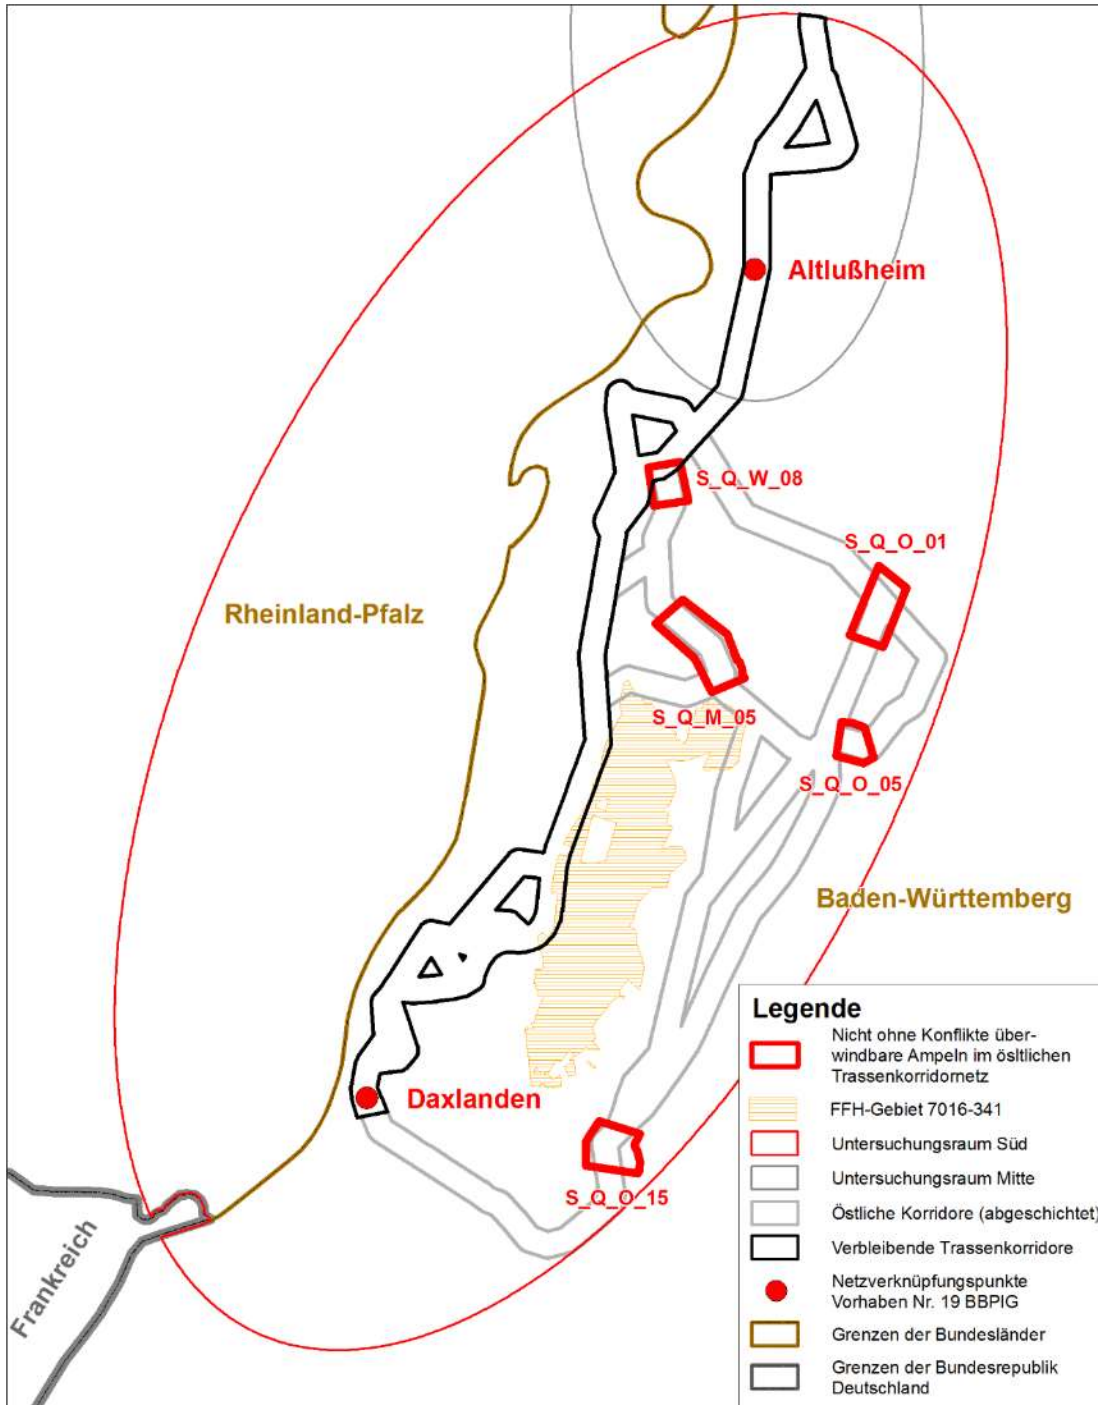 Altlußheim
S_Q_W_08
S_Q_O_01
Rheinland-Pfalz
S_Q_M_05
S_Q_O_05
Baden-Württemberg
Daxlanden
S_Q_O_15
Frankreich
Legende
Nicht ohne Konflikte über-
windbare Ampeln im ösltlichen
Trassenkorridornetz
FFH-Gebiet 7016-341
Untersuchungsraum Süd
Untersuchungsraum Mitte
Östliche Korridore (abgeschichtet)
Verbleibende Trassenkorridore
Netzverknüpfungspunkte
Vorhaben Nr. 19 BBPlG
Grenzen der Bundesländer
Grenzen der Bundesrepublik
Deutschland